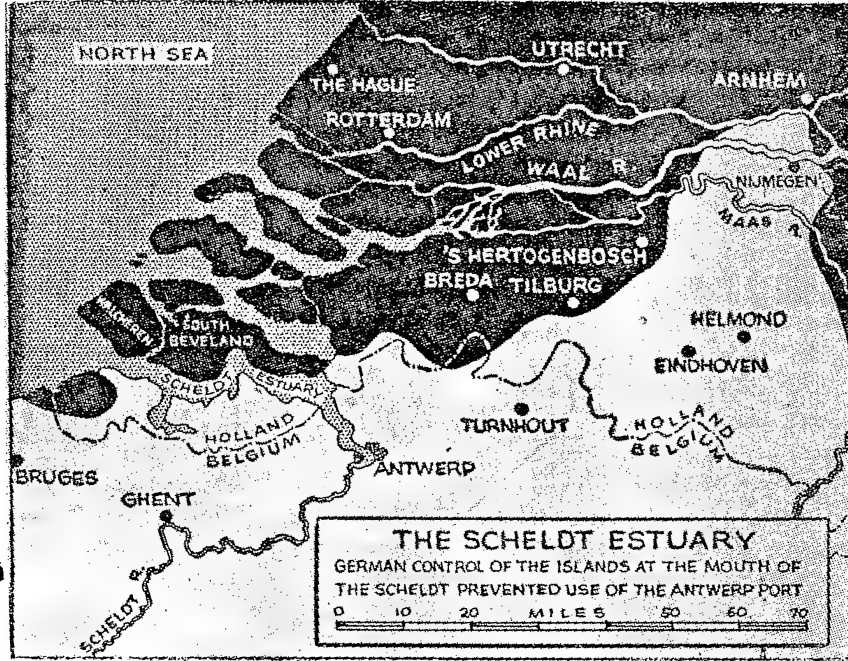 NORTH SEA
UTRECHT
THE HAGUE
ARNHEM
ROTTERDAM
LOWER RHINE
WAAL R.
NIJMEGEN
MAAS R.
'S HERTOGENBOSCH
BREDA
TILBURG
WALCHEREN
SOUTH
BEVELAND
HELMOND
EINDHOVEN
SCHELDT ESTUARY
HOLLAND
BELGIUM
TURNHOUT
HOLLAND
BELGIUM
BRUGES
ANTWERP
GHENT
SCHELDT R.
THE SCHELDT ESTUARY
GERMAN CONTROL OF THE ISLANDS AT THE MOUTH OF
THE SCHELDT PREVENTED USE OF THE ANTWERP PORT
0 10 20 MILES 50 60 70